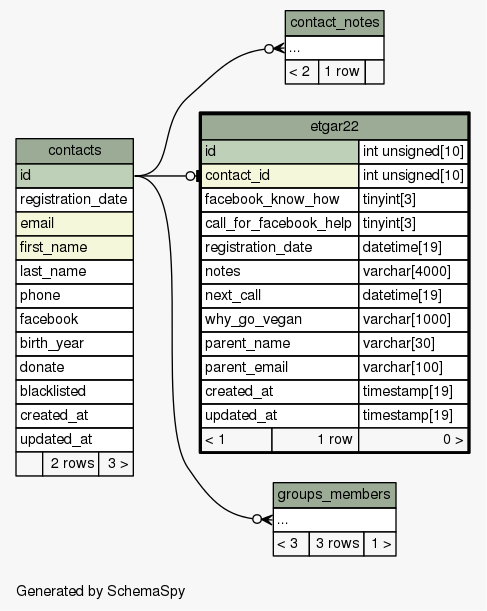 contact_notes
...
< 2 1 row
etgar22
id int unsigned[10]
contact_id int unsigned[10]
facebook_know_how tinyint[3]
call_for_facebook_help tinyint[3]
registration_date datetime[19]
notes varchar[4000]
next_call datetime[19]
why_go_vegan varchar[1000]
parent_name varchar[30]
parent_email varchar[100]
created_at timestamp[19]
updated_at timestamp[19]
< 1 1 row 0 >
contacts
id
registration_date
email
first_name
last_name
phone
facebook
birth_year
donate
blacklisted
created_at
updated_at
2 rows 3 >
groups_members
...
< 3 3 rows 1 >
Generated by SchemaSpy